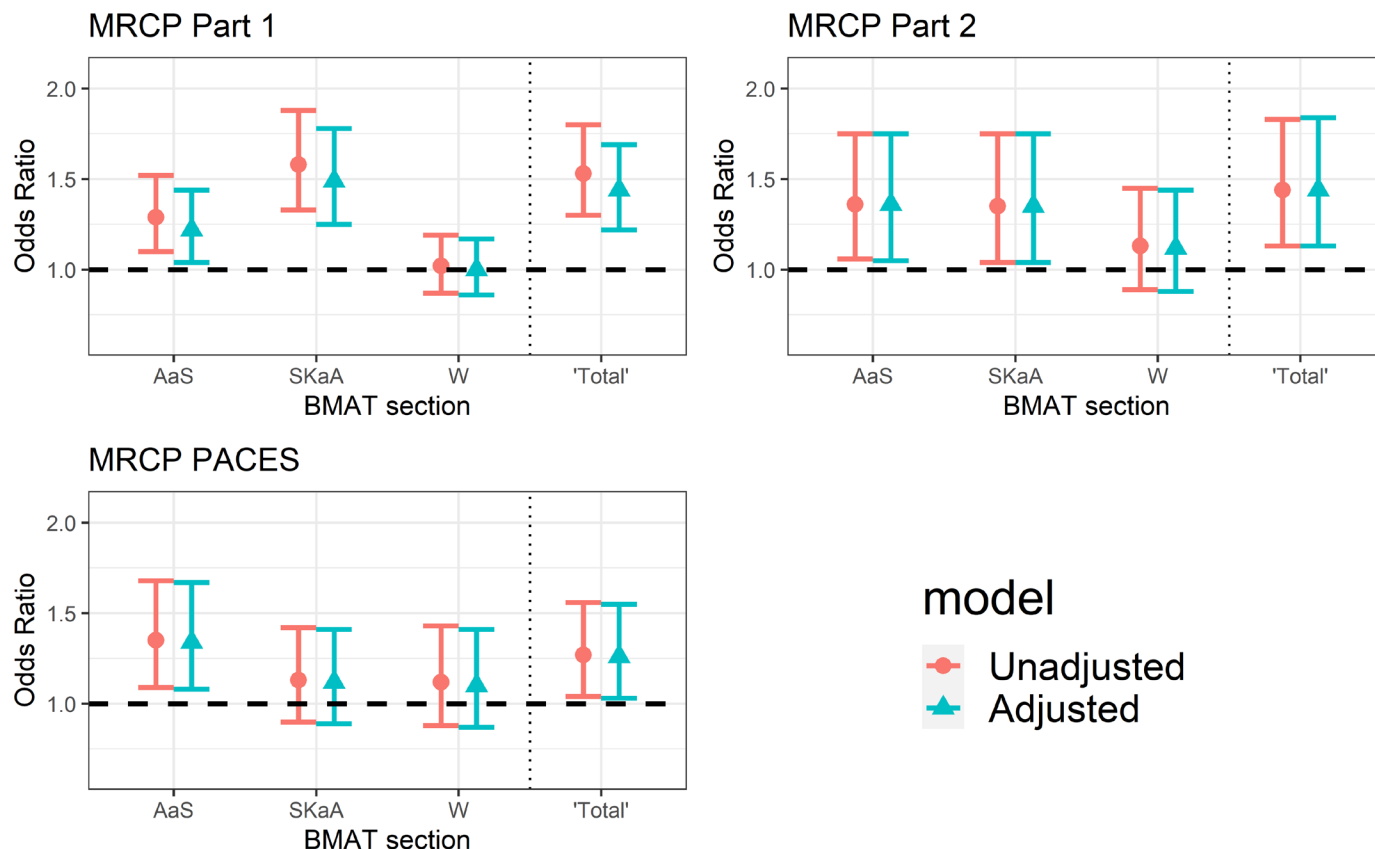 MRCP Part 1
2.0
1.5
1.0
Odds Ratio
AaS SKaA W 'Total'
BMAT section
MRCP Part 2
2.0
1.5
1.0
Odds Ratio
AaS SKaA W 'Total'
BMAT section
MRCP PACES
2.0
1.5
1.0
Odds Ratio
AaS SKaA W 'Total'
BMAT section
model
Unadjusted
Adjusted